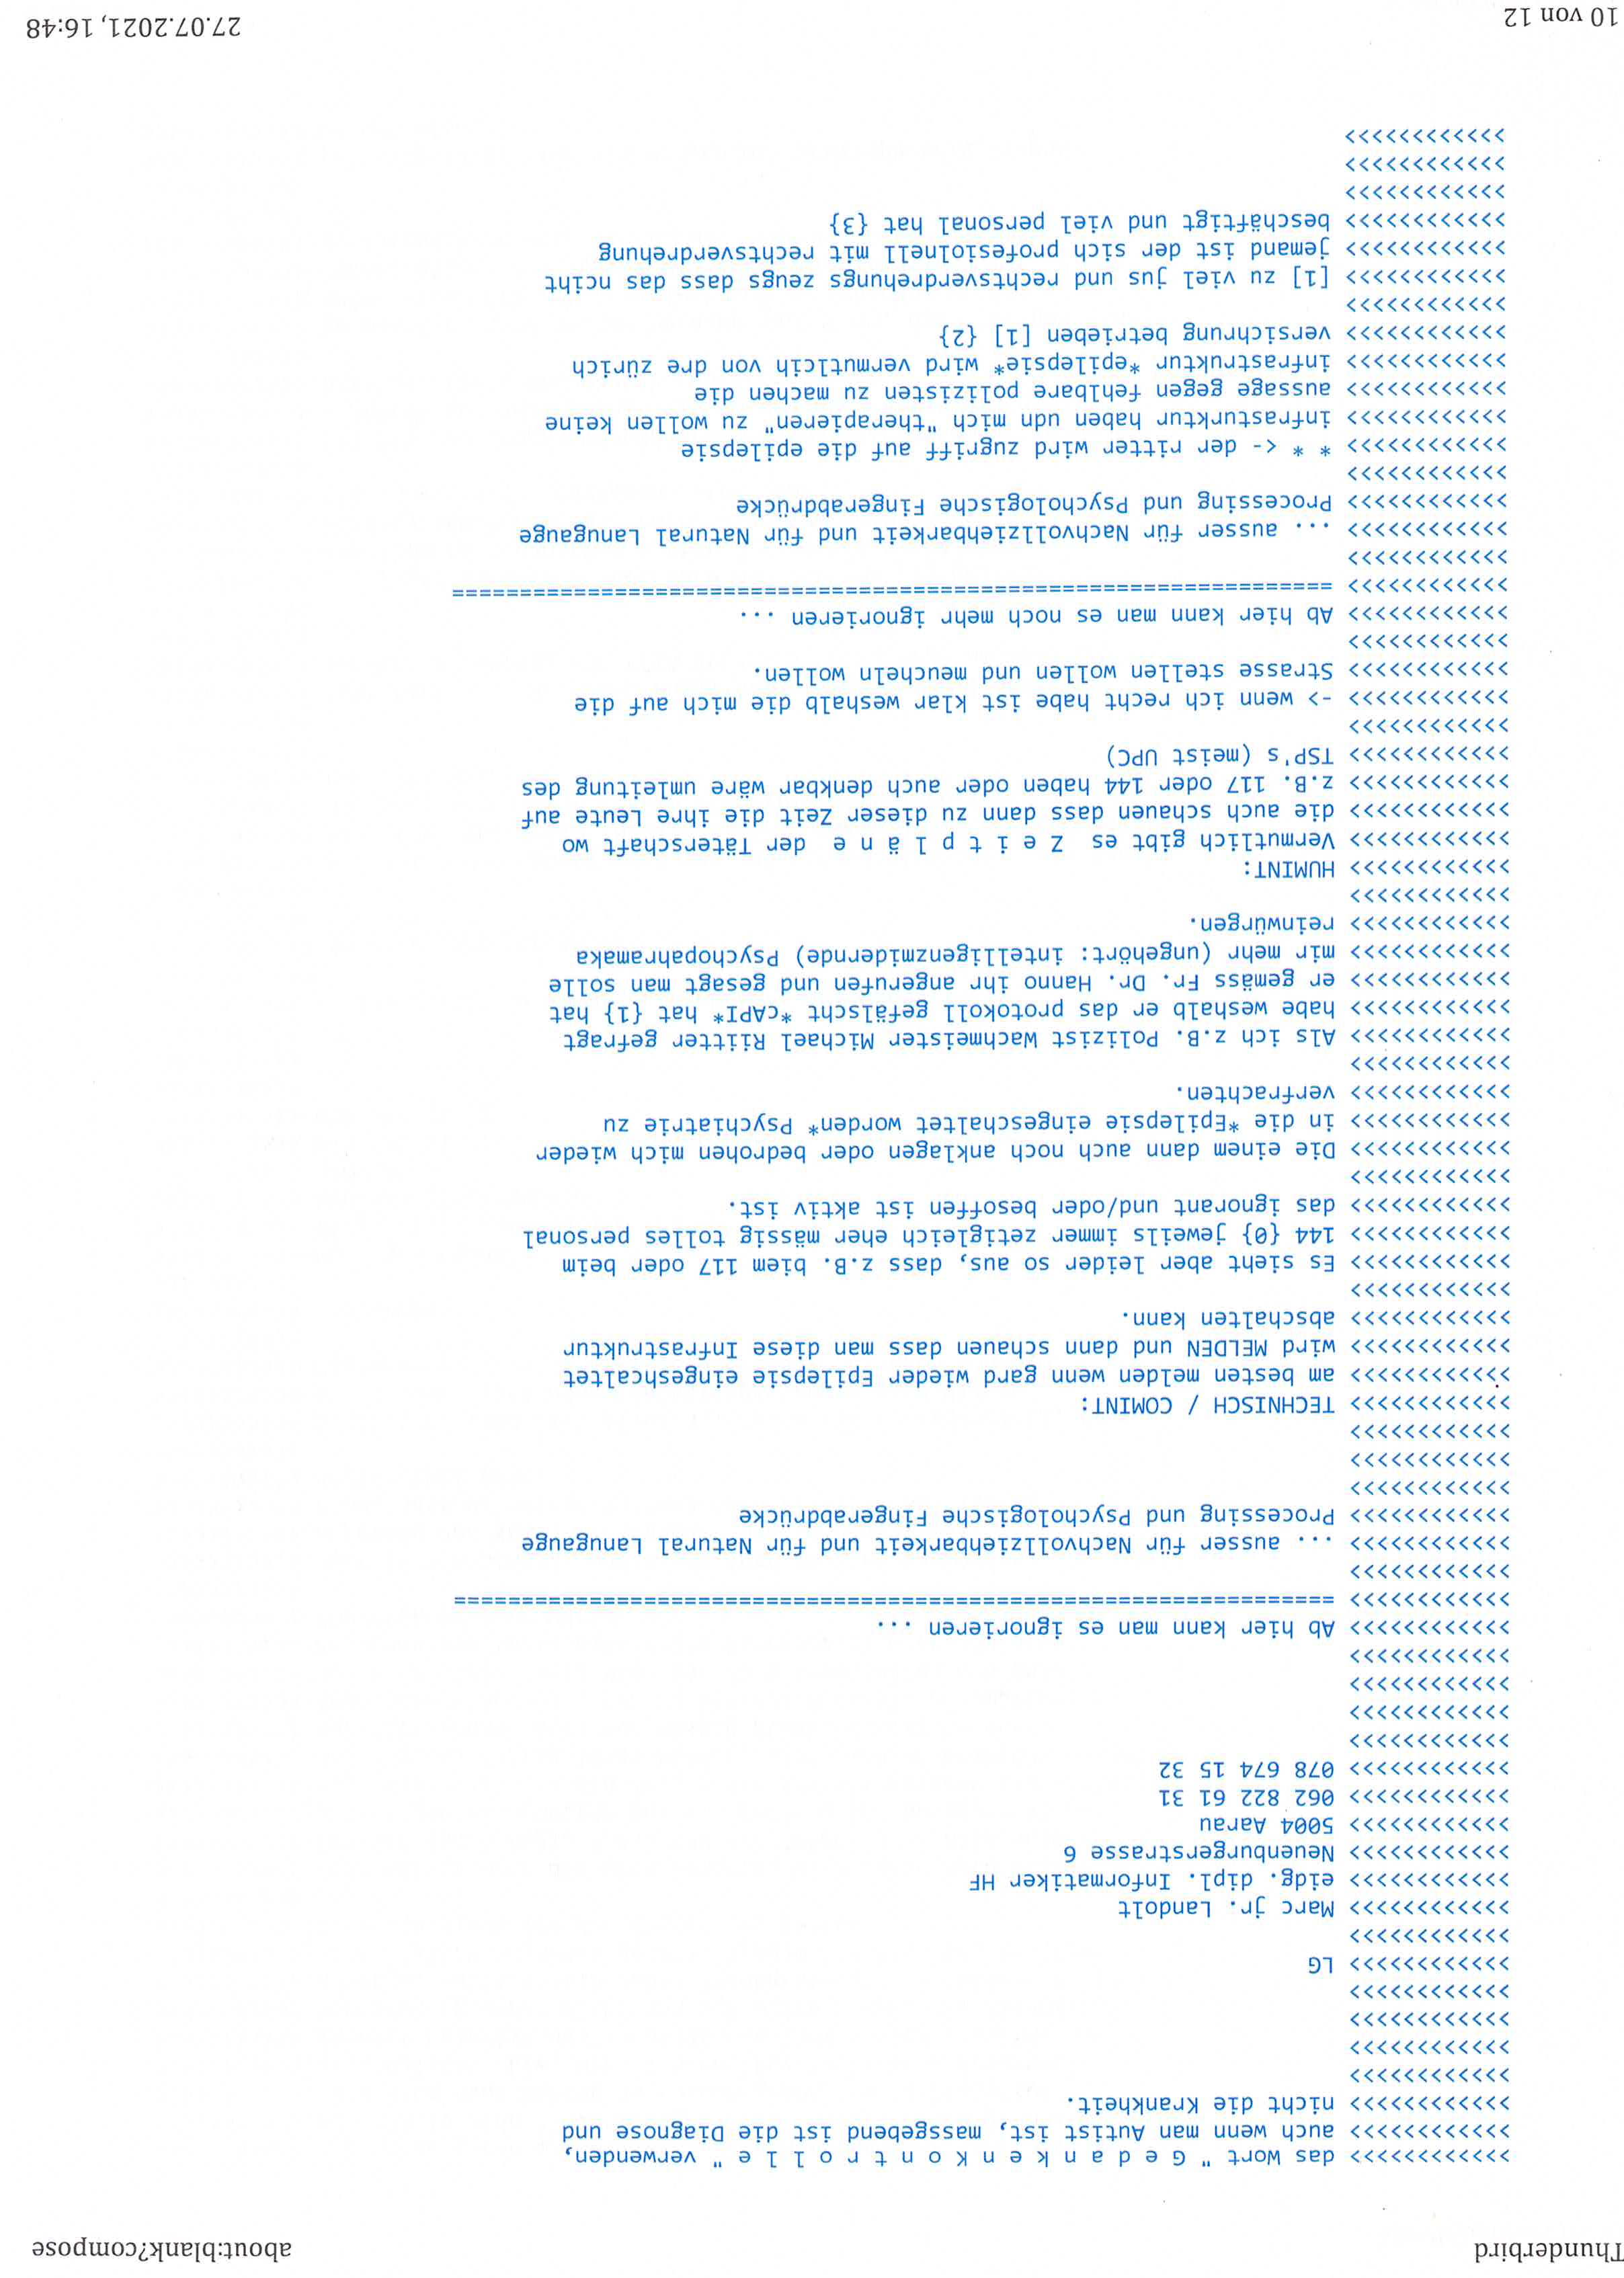 Thunderbird about:blank?compose
>>>>>>>>>>>> das Wort " G e d a n k e n k o n t r o l l e " verwenden,
>>>>>>>>>>>> auch wenn man Autist ist, massgebend ist die Diagnose und
>>>>>>>>>>>> nicht die Krankheit.
>>>>>>>>>>>>
>>>>>>>>>>>>
>>>>>>>>>>>>
>>>>>>>>>>>>
>>>>>>>>>>>> LG
>>>>>>>>>>>>
>>>>>>>>>>>> Marc jr. Landolt
>>>>>>>>>>>> eidg. dipl. Informatiker HF
>>>>>>>>>>>> Neuenburgerstrasse 6
>>>>>>>>>>>> 5004 Aarau
>>>>>>>>>>>> 062 822 61 31
>>>>>>>>>>>> 078 674 15 32
>>>>>>>>>>>>
>>>>>>>>>>>>
>>>>>>>>>>>>
>>>>>>>>>>>>
>>>>>>>>>>>> Ab hier kann man es ignorieren ...
>>>>>>>>>>>> =================================================================
>>>>>>>>>>>>
>>>>>>>>>>>> ... ausser für Nachvollziehbarkeit und für Natural Lanugauge
>>>>>>>>>>>> Processing und Psychologische Fingerabdrücke
>>>>>>>>>>>>
>>>>>>>>>>>>
>>>>>>>>>>>>
>>>>>>>>>>>> TECHNISCH / COMINT:
>>>>>>>>>>>> am besten melden wenn gard wieder Epilepsie eingeshcaltet
>>>>>>>>>>>> wird MELDEN und dann schauen dass man diese Infrastruktur
>>>>>>>>>>>> abschalten kann.
>>>>>>>>>>>>
>>>>>>>>>>>> Es sieht aber leider so aus, dass z.B. biem 117 oder beim
>>>>>>>>>>>> 144 {0} jeweils immer zetigleich eher mässig tolles personal
>>>>>>>>>>>> das ignorant und/oder besoffen ist aktiv ist.
>>>>>>>>>>>>
>>>>>>>>>>>> Die einem dann auch noch anklagen oder bedrohen mich wieder
>>>>>>>>>>>> in die *Epilepsie eingeschaltet worden* Psychiatrie zu
>>>>>>>>>>>> verfrachten.
>>>>>>>>>>>>
>>>>>>>>>>>> Als ich z.B. Polizist Wachmeister Michael Riitter gefragt
>>>>>>>>>>>> habe weshalb er das protokoll gefälscht *cAPI* hat {1} hat
>>>>>>>>>>>> er gemäss Fr. Dr. Hanno ihr angerufen und gesagt man solle
>>>>>>>>>>>> mir mehr (ungehört: intelligenzmidernde) Psychopahramaka
>>>>>>>>>>>> reinwürgen.
>>>>>>>>>>>>
>>>>>>>>>>>> HUMINT:
>>>>>>>>>>>> Vermutlich gibt es Z e i t p l ä n e der Täterschaft wo
>>>>>>>>>>>> die auch schauen dass dann zu dieser Zeit die ihre Leute auf
>>>>>>>>>>>> z.B. 117 oder 144 haben oder auch denkbar wäre umleitung des
>>>>>>>>>>>> TSP's (meist UPC)
>>>>>>>>>>>>
>>>>>>>>>>>> -> wenn ich recht habe ist klar weshalb die mich auf die
>>>>>>>>>>>> Strasse stellen wollen und meucheln wollen.
>>>>>>>>>>>>
>>>>>>>>>>>> Ab hier kann man es noch mehr ignorieren ...
>>>>>>>>>>>> =================================================================
>>>>>>>>>>>>
>>>>>>>>>>>> ... ausser für Nachvollziehbarkeit und für Natural Lanugauge
>>>>>>>>>>>> Processing und Psychologische Fingerabdrücke
>>>>>>>>>>>>
>>>>>>>>>>>> * * <- der ritter wird zugriff auf die epilepsie
>>>>>>>>>>>> infrasturktur haben udn mich "therapieren" zu wollen keine
>>>>>>>>>>>> aussage gegen fehlbare polizisten zu machen die
>>>>>>>>>>>> infrastruktur *epilepsie* wird vermutlcih von dre zürich
>>>>>>>>>>>> versichrung betrieben [1] {2}
>>>>>>>>>>>>
>>>>>>>>>>>> [1] zu viel jus und rechtsverdrehungs zeugs dass das nciht
>>>>>>>>>>>> jemand ist der sich profesiolnell mit rechtsverdrehung
>>>>>>>>>>>> beschäftigt und viel personal hat {3}
>>>>>>>>>>>>
>>>>>>>>>>>>
>>>>>>>>>>>>
10 von 12 27.07.2021, 16:48